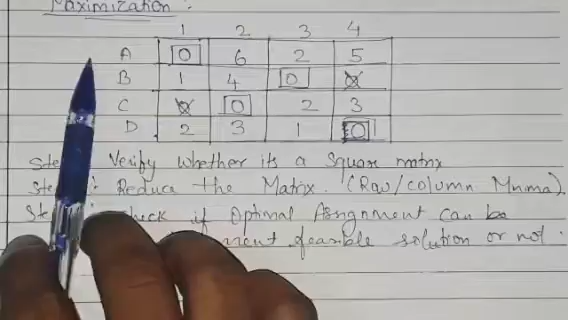 Maximization :
1 2 3 4
A 0 6 2 5
B 1 4 0 0
C 0 0 2 3
D 2 3 1 0
Verify whether its a Square matrix
Reduce the Matrix. (Row/column Minima)
check if Optimal Assignment can be
feasible solution or not.